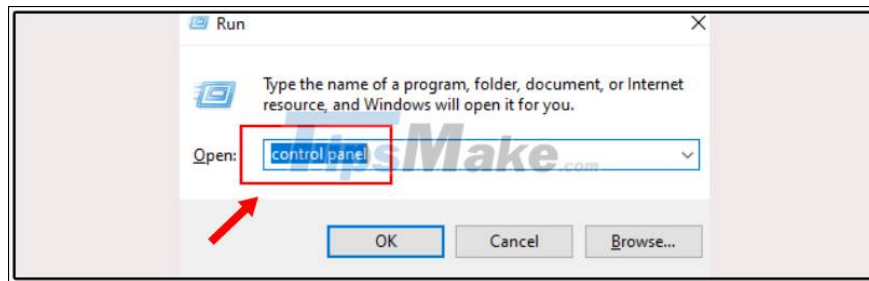 Run
Type the name of a program, folder, document, or Internet
resource, and Windows will open it for you.
Open: control panel
TipsMake.com
OK Cancel Browse...